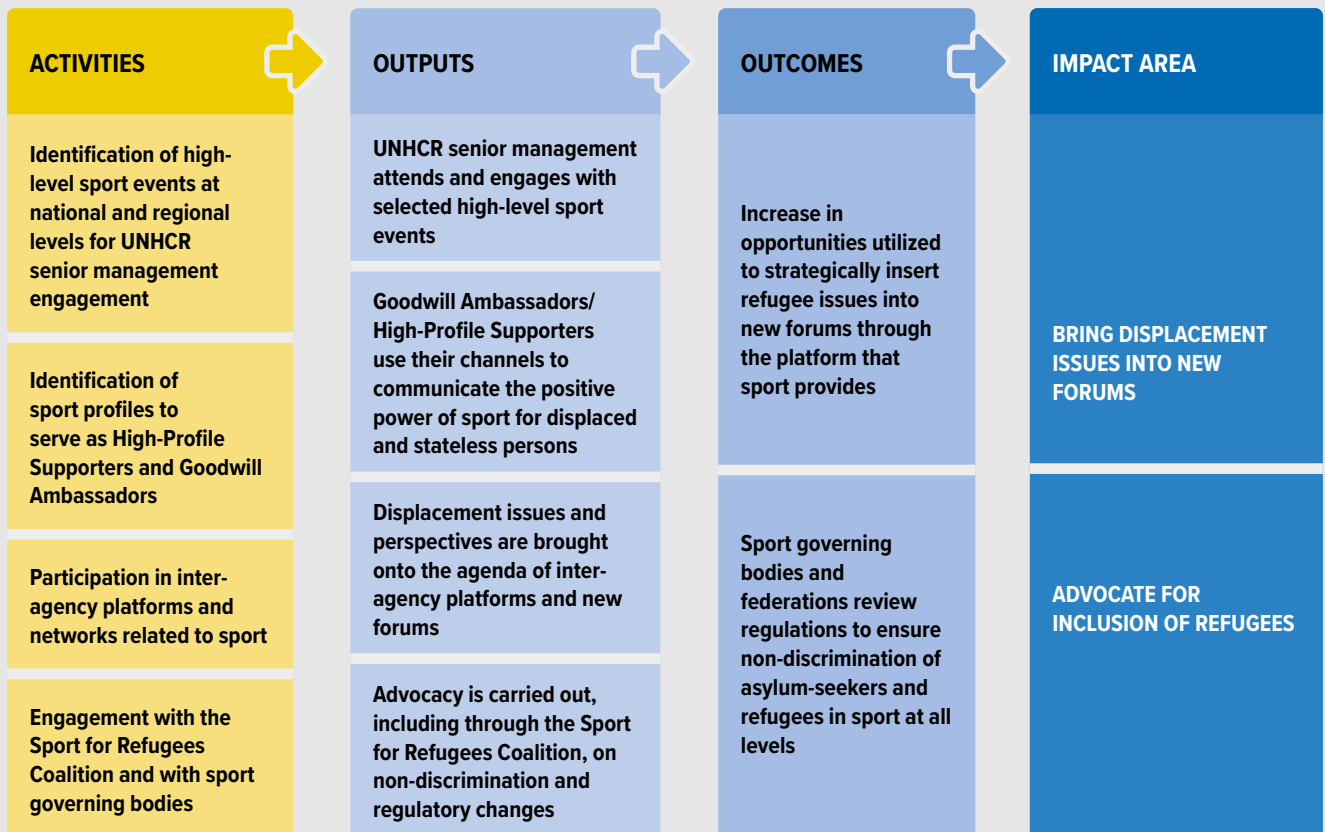 ACTIVITIES
Identification of high-
level sport events at
national and regional
levels for UNHCR
senior management
engagement
Identification of
sport profiles to
serve as High-Profile
Supporters and Goodwill
Ambassadors
Participation in inter-
agency platforms and
networks related to sport
Engagement with the
Sport for Refugees
Coalition and with sport
governing bodies
OUTPUTS
UNHCR senior management
attends and engages with
selected high-level sport
events
Goodwill Ambassadors/
High-Profile Supporters
use their channels to
communicate the positive
power of sport for displaced
and stateless persons
Displacement issues and
perspectives are brought
onto the agenda of inter-
agency platforms and new
forums
Advocacy is carried out,
including through the Sport
for Refugees Coalition, on
non-discrimination and
regulatory changes
OUTCOMES
Increase in
opportunities utilized
to strategically insert
refugee issues into
new forums through
the platform that
sport provides
Sport governing
bodies and
federations review
regulations to ensure
non-discrimination of
asylum-seekers and
refugees in sport at all
levels
IMPACT AREA
BRING DISPLACEMENT
ISSUES INTO NEW
FORUMS
ADVOCATE FOR
INCLUSION OF REFUGEES